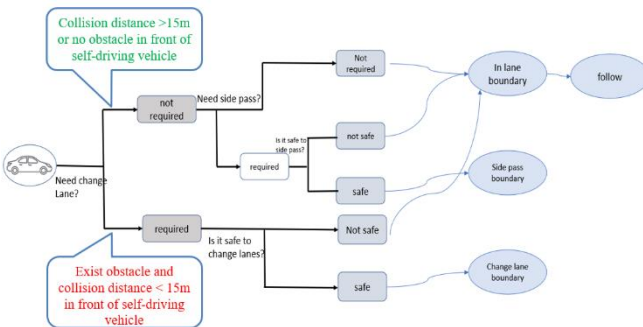 Collision distance >15m
or no obstacle in front of
self-driving vehicle
Need change
Lane?
Exist obstacle and
collision distance < 15m
in front of self-driving
vehicle
not
required
Need side pass?
required
Is it safe to
change lanes?
required
Is it safe to
side pass?
Not
required
not safe
safe
Not safe
safe
In lane
boundary
follow
Side pass
boundary
Change lane
boundary